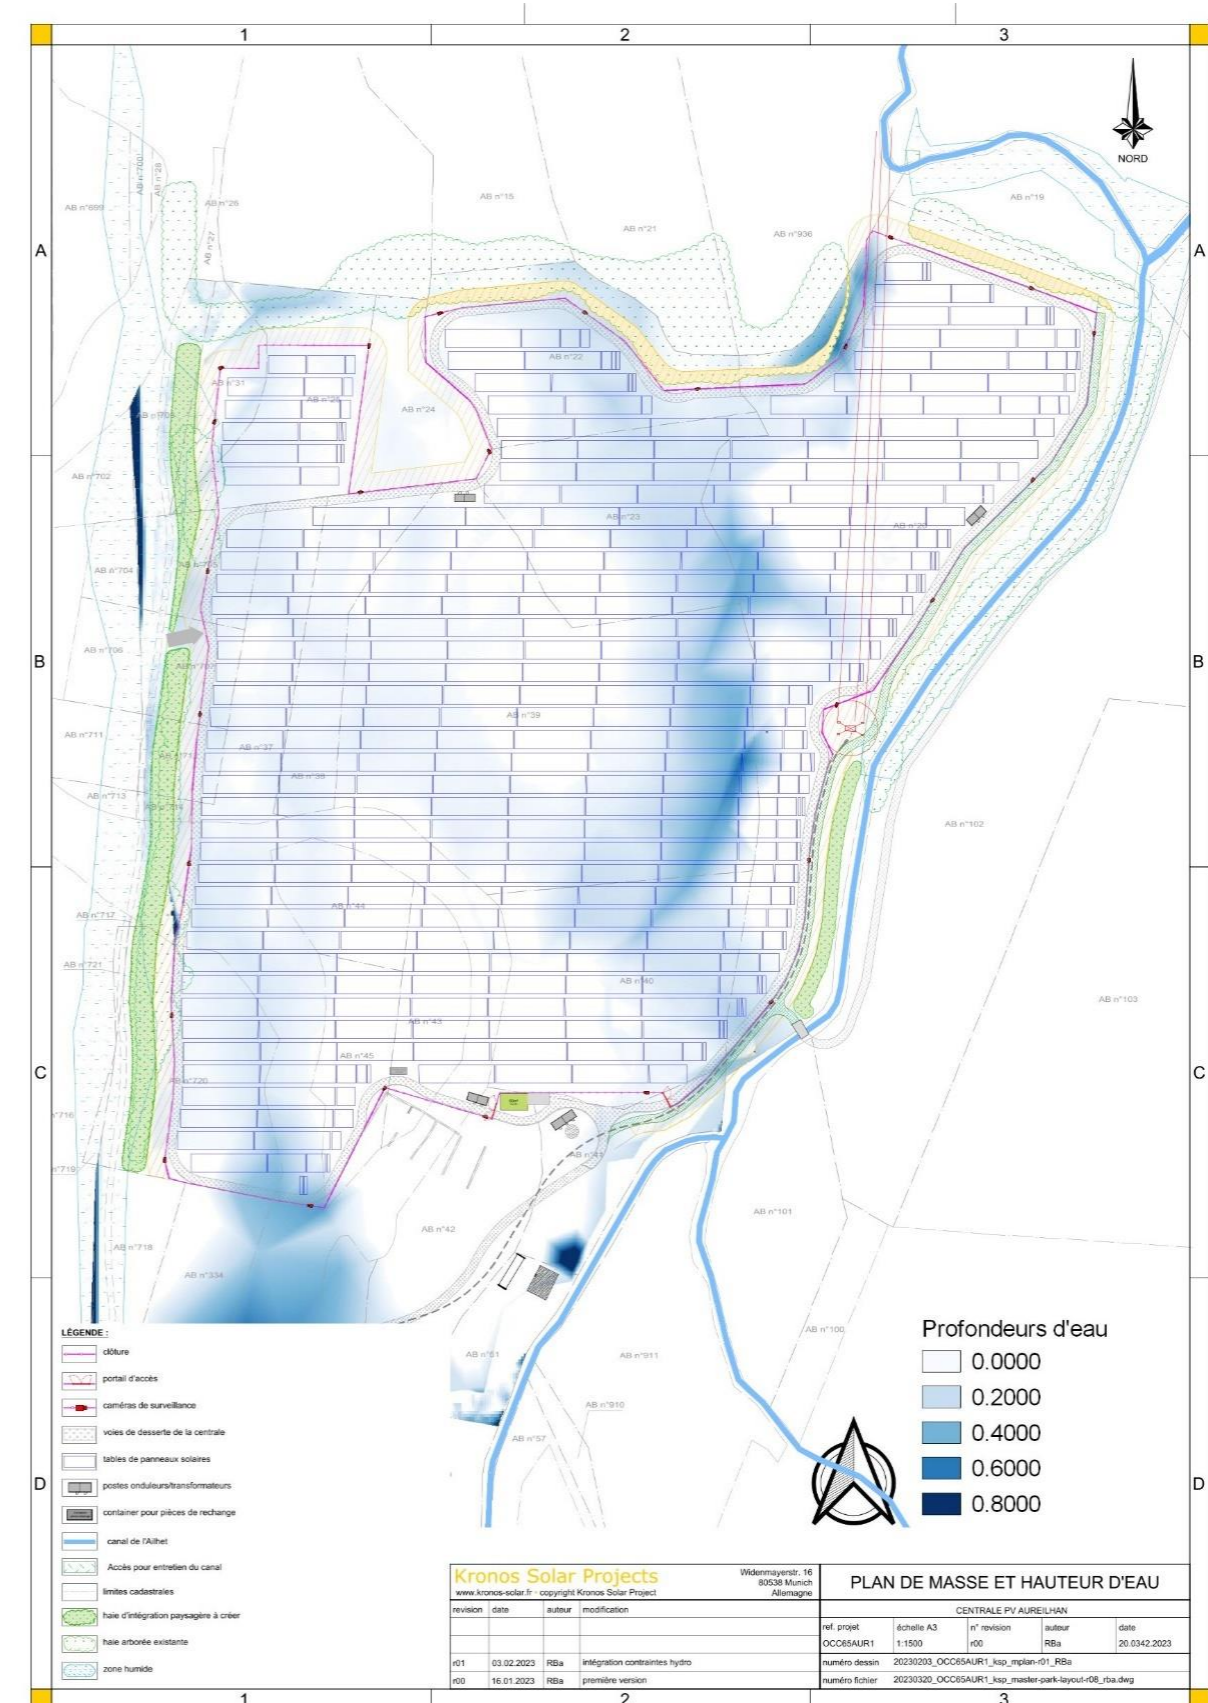 1 2 3
A A
B B
C C
D D
1 2 3
NORD
AB n°699
AB n°700
AB n°28
AB n°26
AB n°27
AB n°15
AB n°21
AB n°936
AB n°19
AB n°22
AB n°31
AB n°24
AB n°702
AB n°23
AB n°704
AB n°706
AB n°39
AB n°711
AB n°37
AB n°38
AB n°713
AB n°102
AB n°44
AB n°717
AB n°721
AB n°40
AB n°103
AB n°43
AB n°45
AB n°720
n°716
AB n°41
n°719
AB n°101
AB n°42
AB n°718
AB n°334
AB n°100
AB n°51
AB n°911
AB n°910
AB n°57
LÉGENDE :
clôture
portail d'accès
caméras de surveillance
voies de desserte de la centrale
tables de panneaux solaires
postes onduleurs/transformateurs
container pour pièces de rechange
canal de l'Ailhet
Accès pour entretien du canal
limites cadastrales
haie d'intégration paysagère à créer
haie arborée existante
zone humide
Profondeurs d'eau
0.0000
0.2000
0.4000
0.6000
0.8000
Kronos Solar Projects
www.kronos-solar.fr - copyright Kronos Solar Project
Widenmayerstr. 16
80538 Munich
Allemagne
revision date auteur modification
r01 03.02.2023 RBa intégration contraintes hydro
r00 16.01.2023 RBa première version
PLAN DE MASSE ET HAUTEUR D'EAU
CENTRALE PV AUREILHAN
ref. projet échelle A3 n° revision auteur date
OCC65AUR1 1:1500 r00 RBa 20.0342.2023
numéro dessin 20230203_OCC65AUR1_ksp_mplan-r01_RBa
numéro fichier 20230320_OCC65AUR1_ksp_master-park-layout-r08_rba.dwg